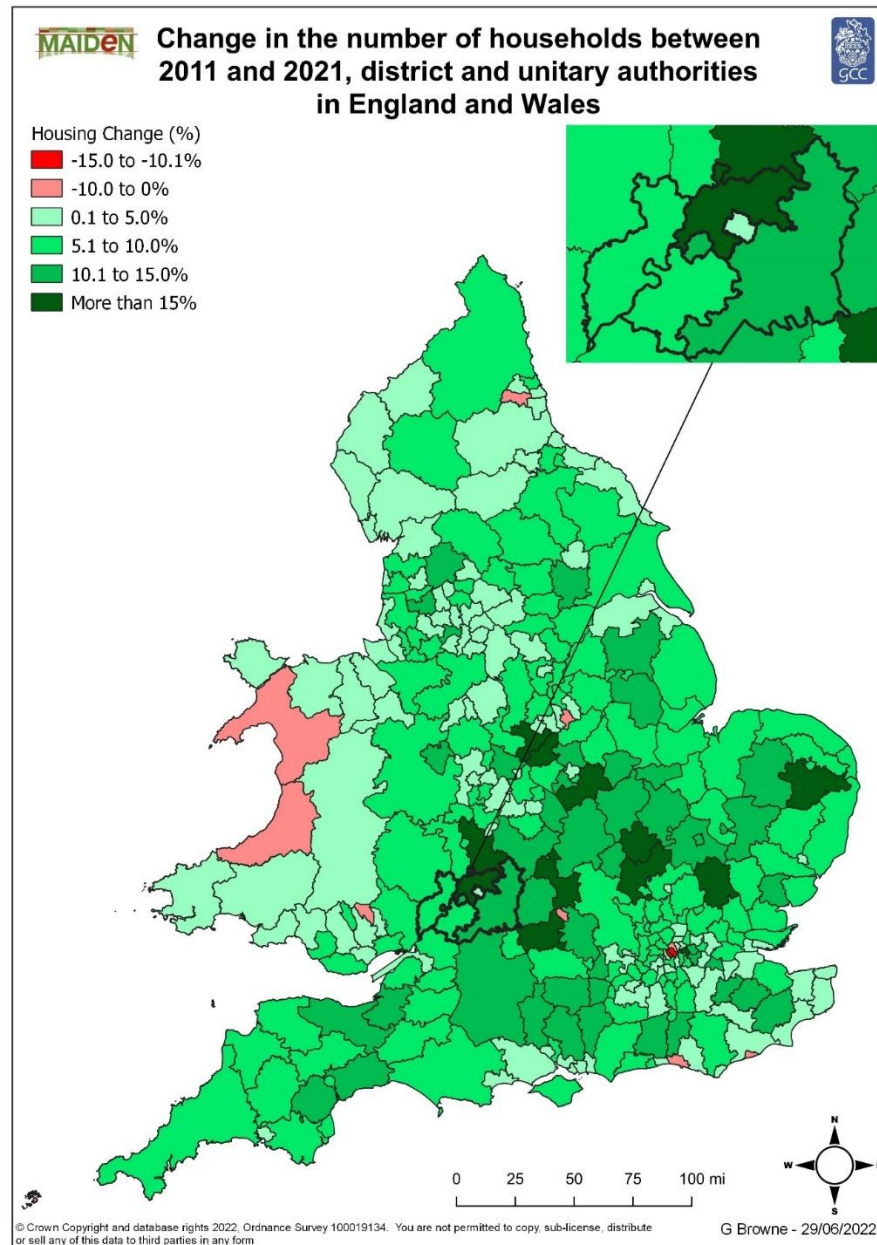 MAIDeN
Change in the number of households between
2011 and 2021, district and unitary authorities
in England and Wales
GCC
Housing Change (%)
-15.0 to -10.1%
-10.0 to 0%
0.1 to 5.0%
5.1 to 10.0%
10.1 to 15.0%
More than 15%
N
W
S
0 25 50 75 100 mi
© Crown Copyright and database rights 2022, Ordnance Survey 100019134. You are not permitted to copy, sub-license, distribute
or sell any of this data to third parties in any form
G Browne - 29/06/2022